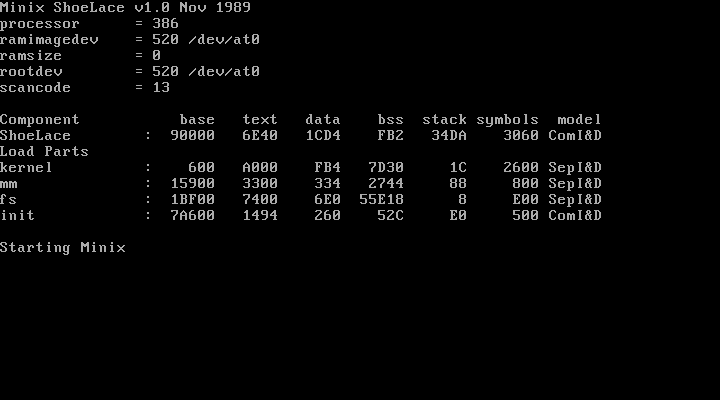 Minix ShoeLace v1.0 Nov 1989
processor       = 386
ramimagedev     = 520 /dev/at0
ramsize         = 0
rootdev         = 520 /dev/at0
scancode        = 13

Component           base   text   data    bss  stack symbols  model
ShoeLace        :  90000   6E40   1CD4    FB2   34DA    3060 ComI&D
Load Parts
kernel          :    600   A000    FB4   7D30     1C    2600 SepI&D
mm              :  15900   3300    334   2744     88     800 SepI&D
fs              :  1BF00   7400    6E0  55E18      8     E00 SepI&D
init            :  7A600   1494    260    52C     E0     500 ComI&D

Starting Minix